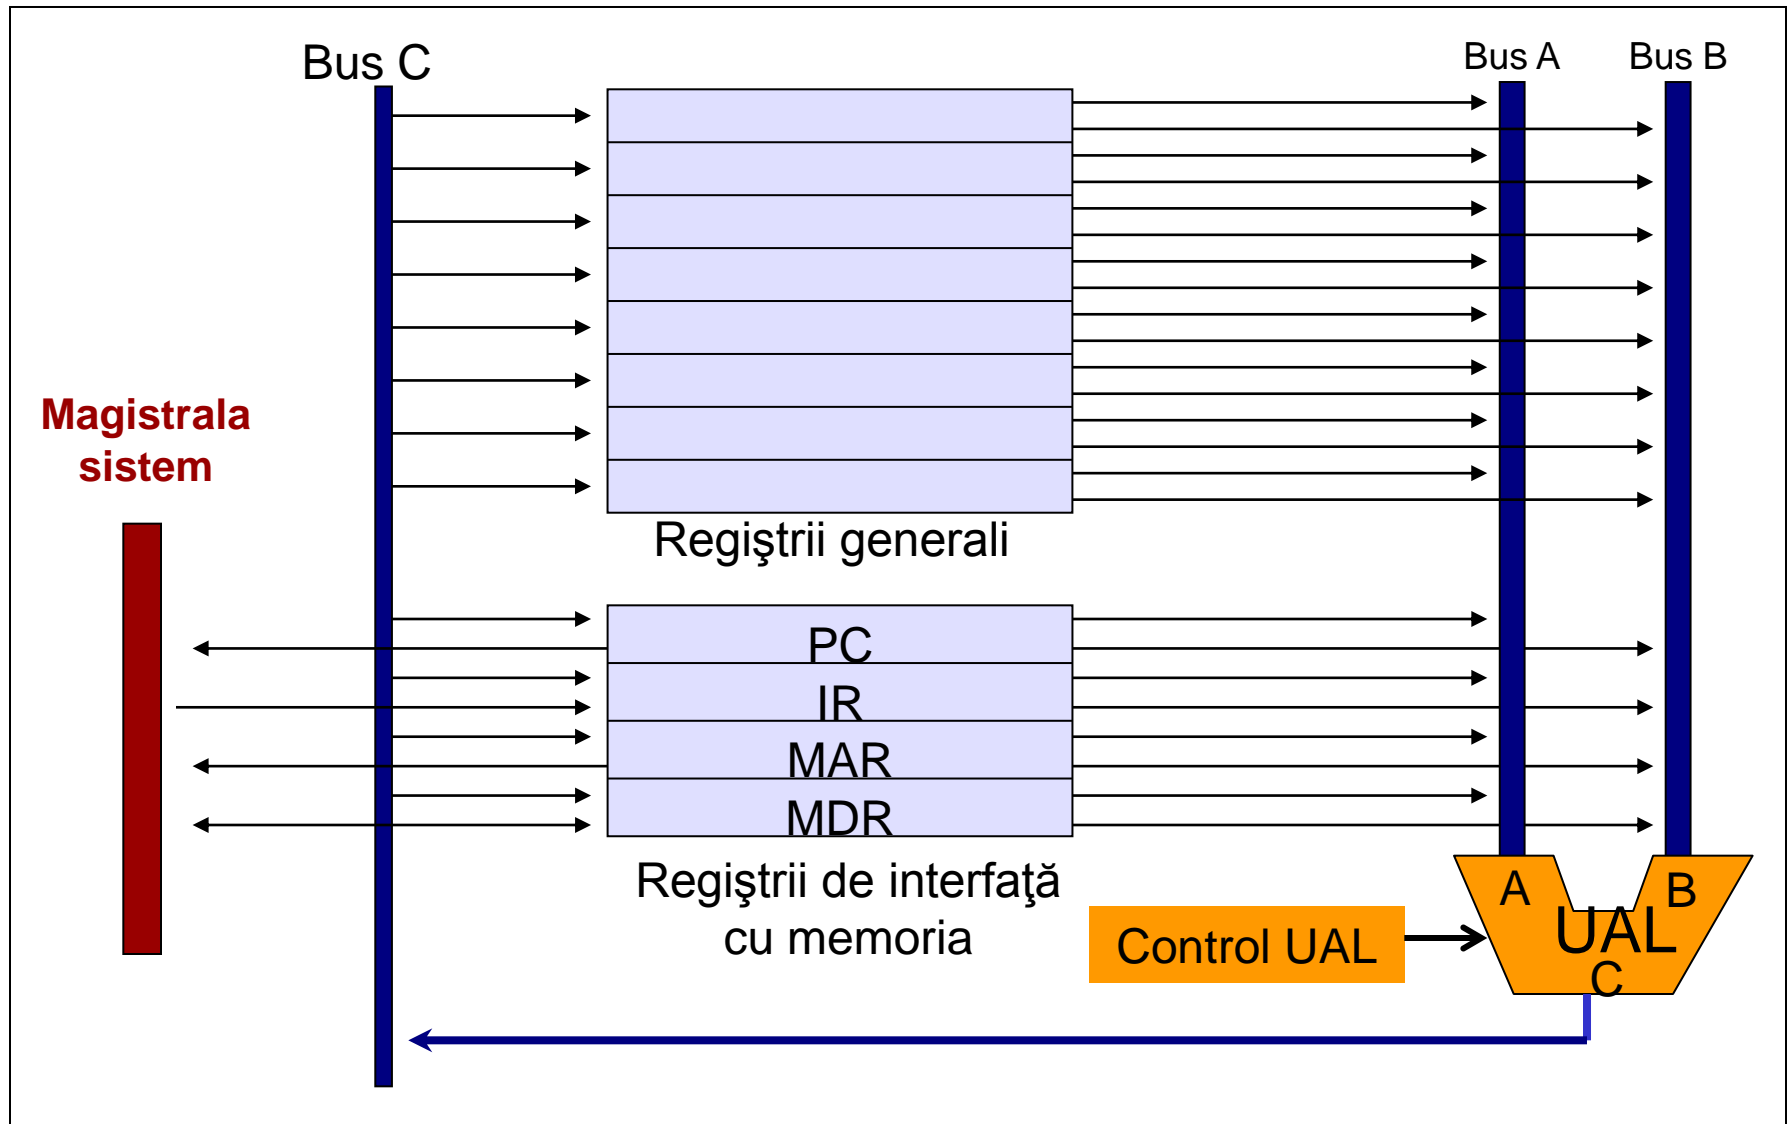 Bus C
Bus A
Bus B
Magistrala
sistem
Regiştrii generali
PC
IR
MAR
MDR
Regiştrii de interfaţă
cu memoria
A
B
UAL
C
Control UAL